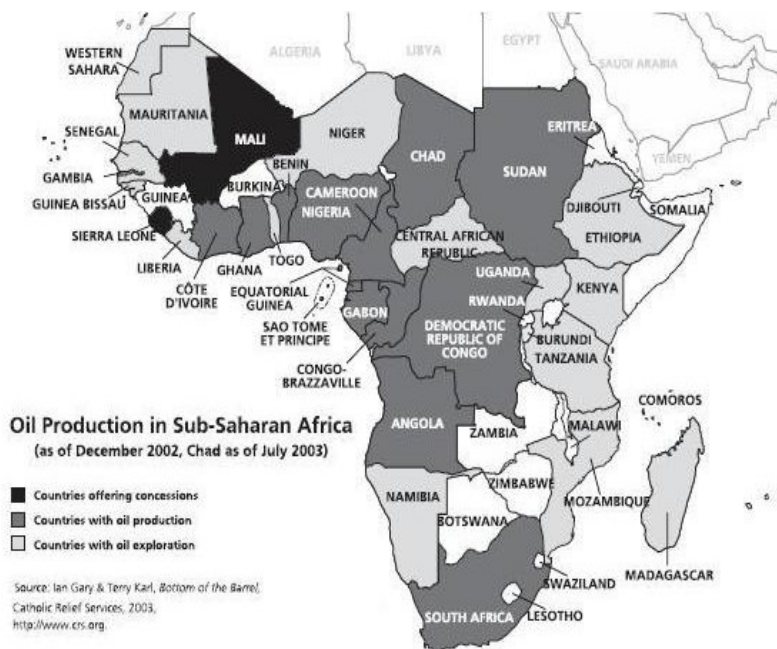 ALGERIA
LIBYA
EGYPT
SAUDI ARABIA
YEMEN
WESTERN
SAHARA
MAURITANIA
MALI
NIGER
CHAD
SUDAN
ERITREA
SENEGAL
GAMBIA
GUINEA BISSAU
GUINEA
BURKINA
BENIN
CAMEROON
NIGERIA
DJIBOUTI
SOMALIA
ETHIOPIA
SIERRA LEONE
LIBERIA
CÔTE
D'IVOIRE
GHANA
TOGO
CENTRAL AFRICAN
REPUBLIC
EQUATORIAL
GUINEA
SAO TOME
ET PRINCIPE
GABON
CONGO-
BRAZZAVILLE
DEMOCRATIC
REPUBLIC OF
CONGO
UGANDA
RWANDA
KENYA
BURUNDI
TANZANIA
COMOROS
ANGOLA
ZAMBIA
MALAWI
ZIMBABWE
MOZAMBIQUE
NAMIBIA
BOTSWANA
MADAGASCAR
SWAZILAND
LESOTHO
SOUTH AFRICA
Oil Production in Sub-Saharan Africa
(as of December 2002, Chad as of July 2003)
Countries offering concessions
Countries with oil production
Countries with oil exploration
Source: Ian Gary & Terry Karl, Bottom of the Barrel,
Catholic Relief Services, 2003,
http://www.crs.org.